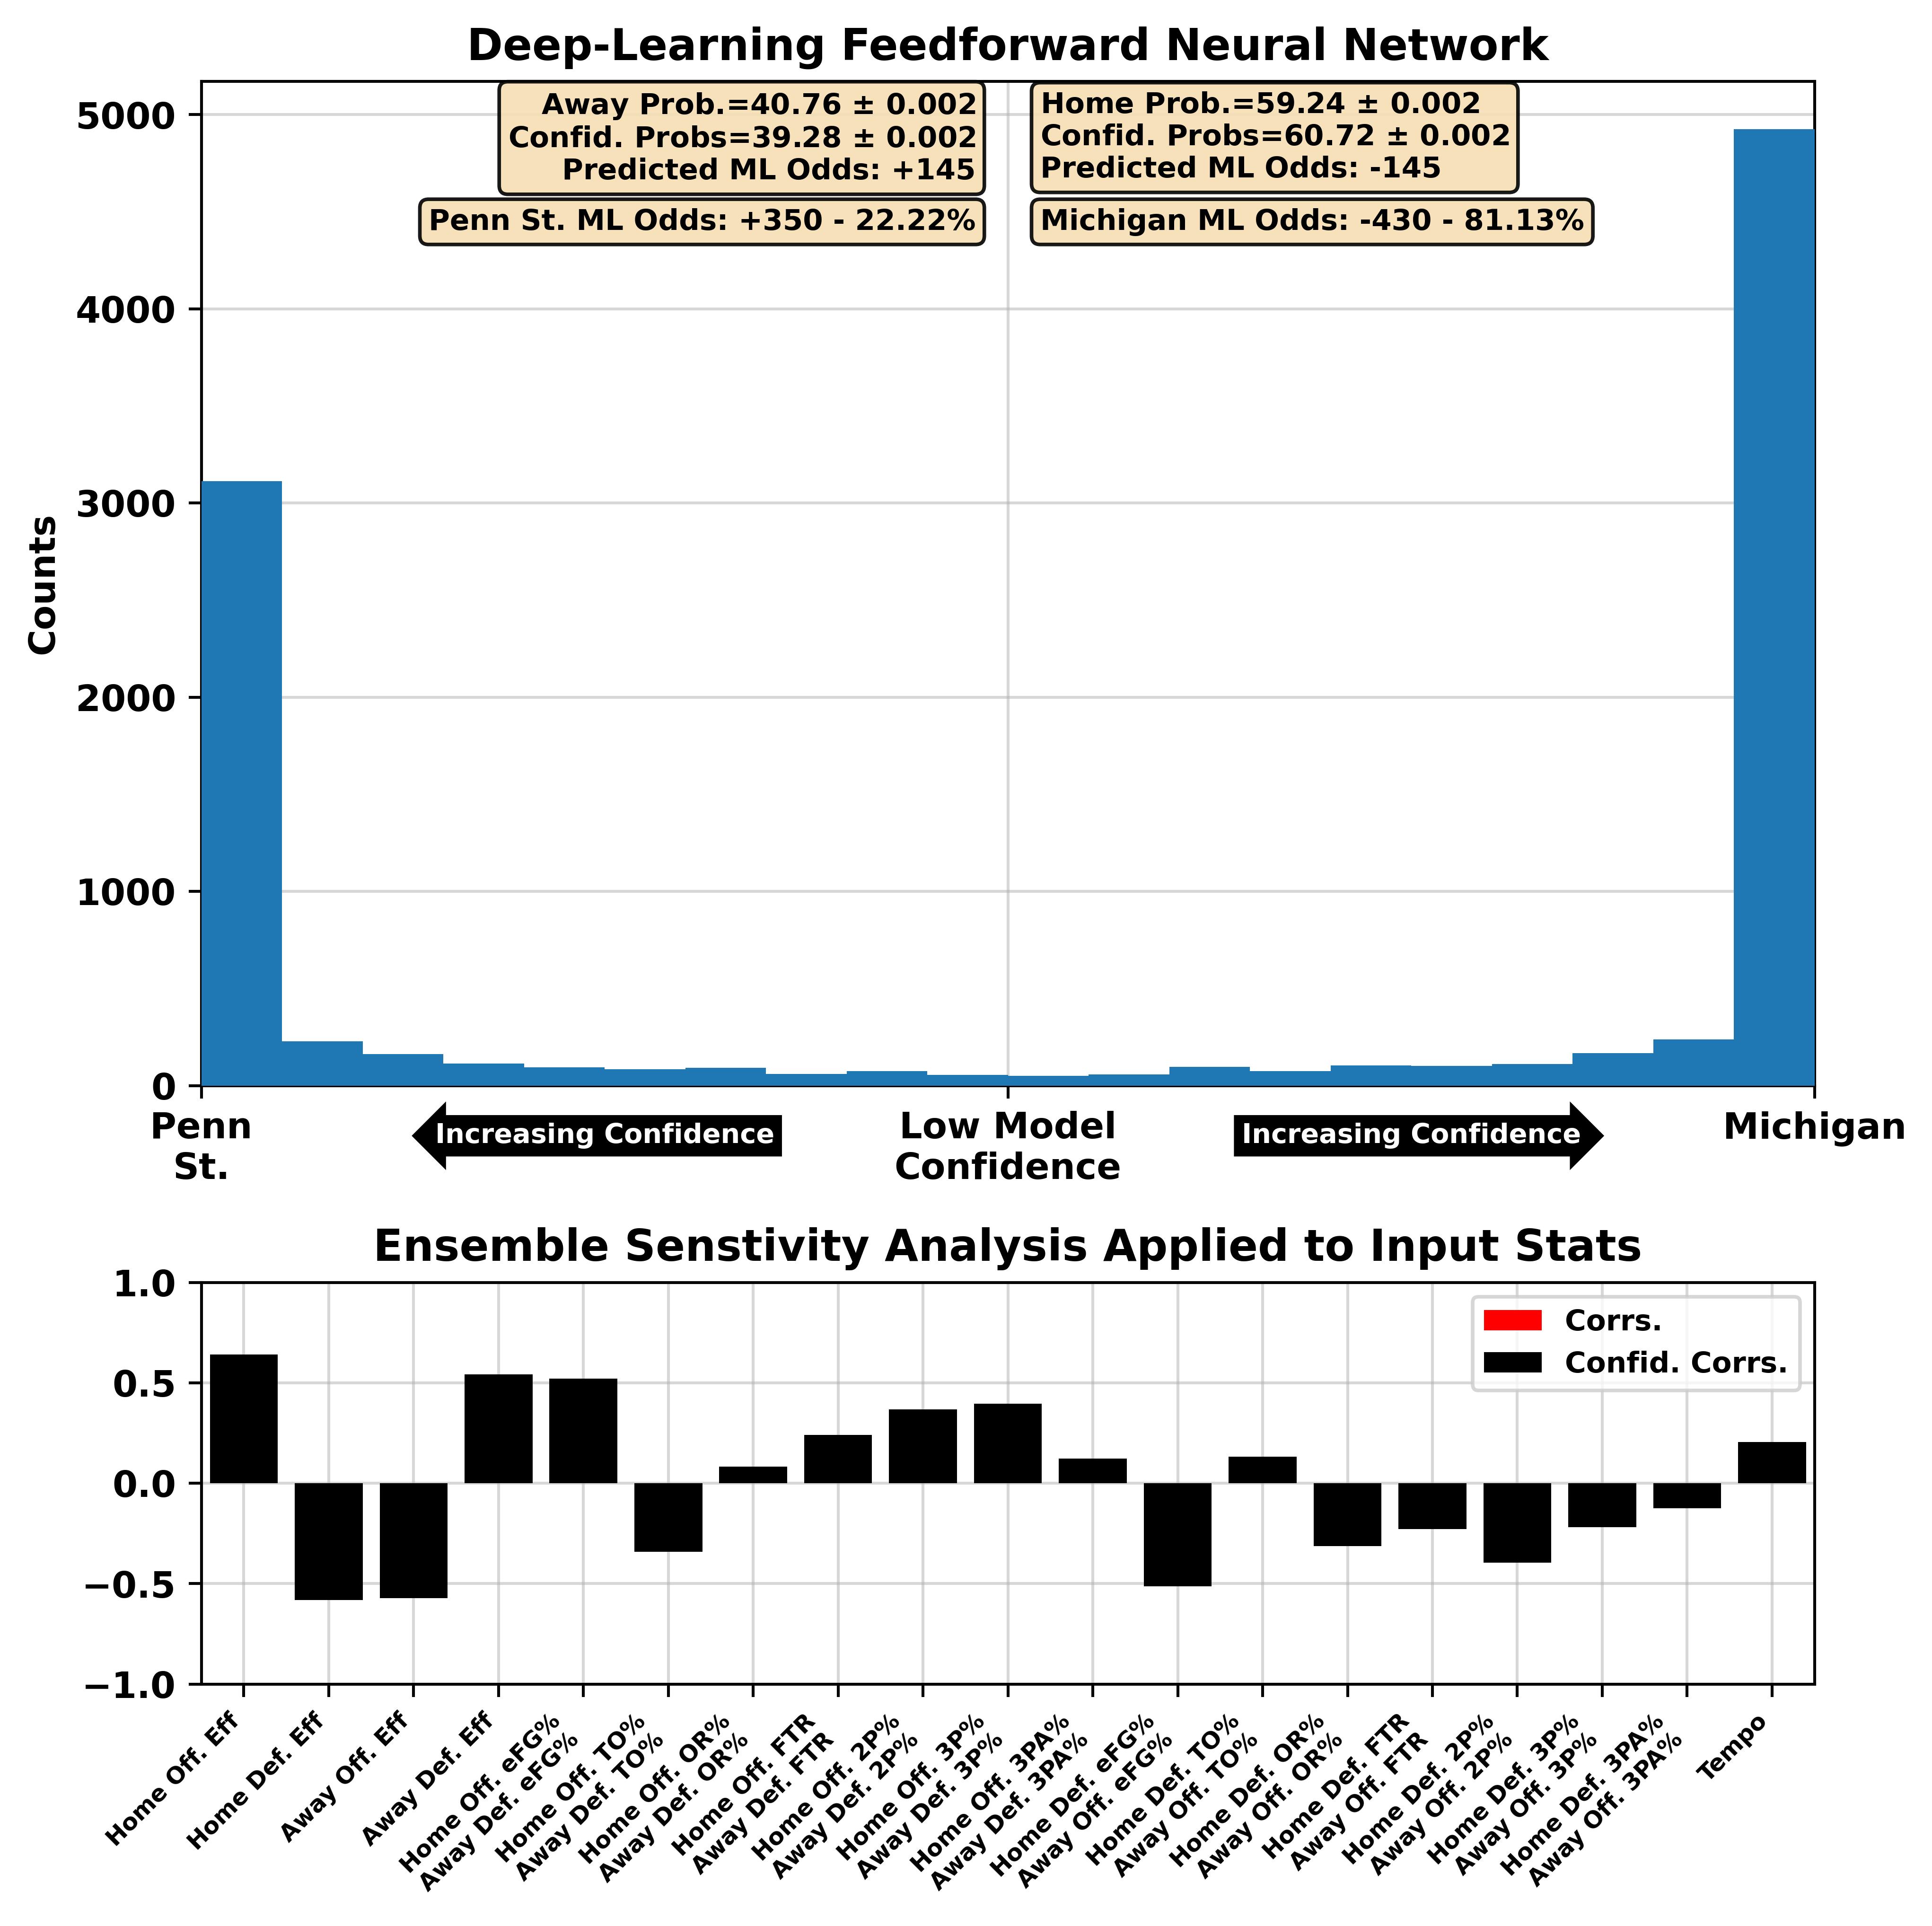 Deep-Learning Feedforward Neural Network
Away Prob.=40.76 ± 0.002
Confid. Probs=39.28 ± 0.002
Predicted ML Odds: +145
Home Prob.=59.24 ± 0.002
Confid. Probs=60.72 ± 0.002
Predicted ML Odds: -145
Penn St. ML Odds: +350 - 22.22%
Michigan ML Odds: -430 - 81.13%
5000
4000
3000
2000
1000
0
Counts
Penn
St.
Increasing Confidence
Low Model
Confidence
Increasing Confidence
Michigan
Ensemble Senstivity Analysis Applied to Input Stats
1.0
0.5
0.0
−0.5
−1.0
Corrs.
Confid. Corrs.
Home Off. Eff
Home Def. Eff
Away Off. Eff
Away Def. Eff
Home Off. eFG%
Away Def. eFG%
Home Off. TO%
Away Def. TO%
Home Off. OR%
Away Def. OR%
Home Off. FTR
Away Def. FTR
Home Off. 2P%
Away Def. 2P%
Home Off. 3P%
Away Def. 3P%
Home Off. 3PA%
Away Def. 3PA%
Home Def. eFG%
Away Off. eFG%
Home Def. TO%
Away Off. TO%
Home Def. OR%
Away Off. OR%
Home Def. FTR
Away Off. FTR
Home Def. 2P%
Away Off. 2P%
Home Def. 3P%
Away Off. 3P%
Home Def. 3PA%
Away Off. 3PA%
Tempo